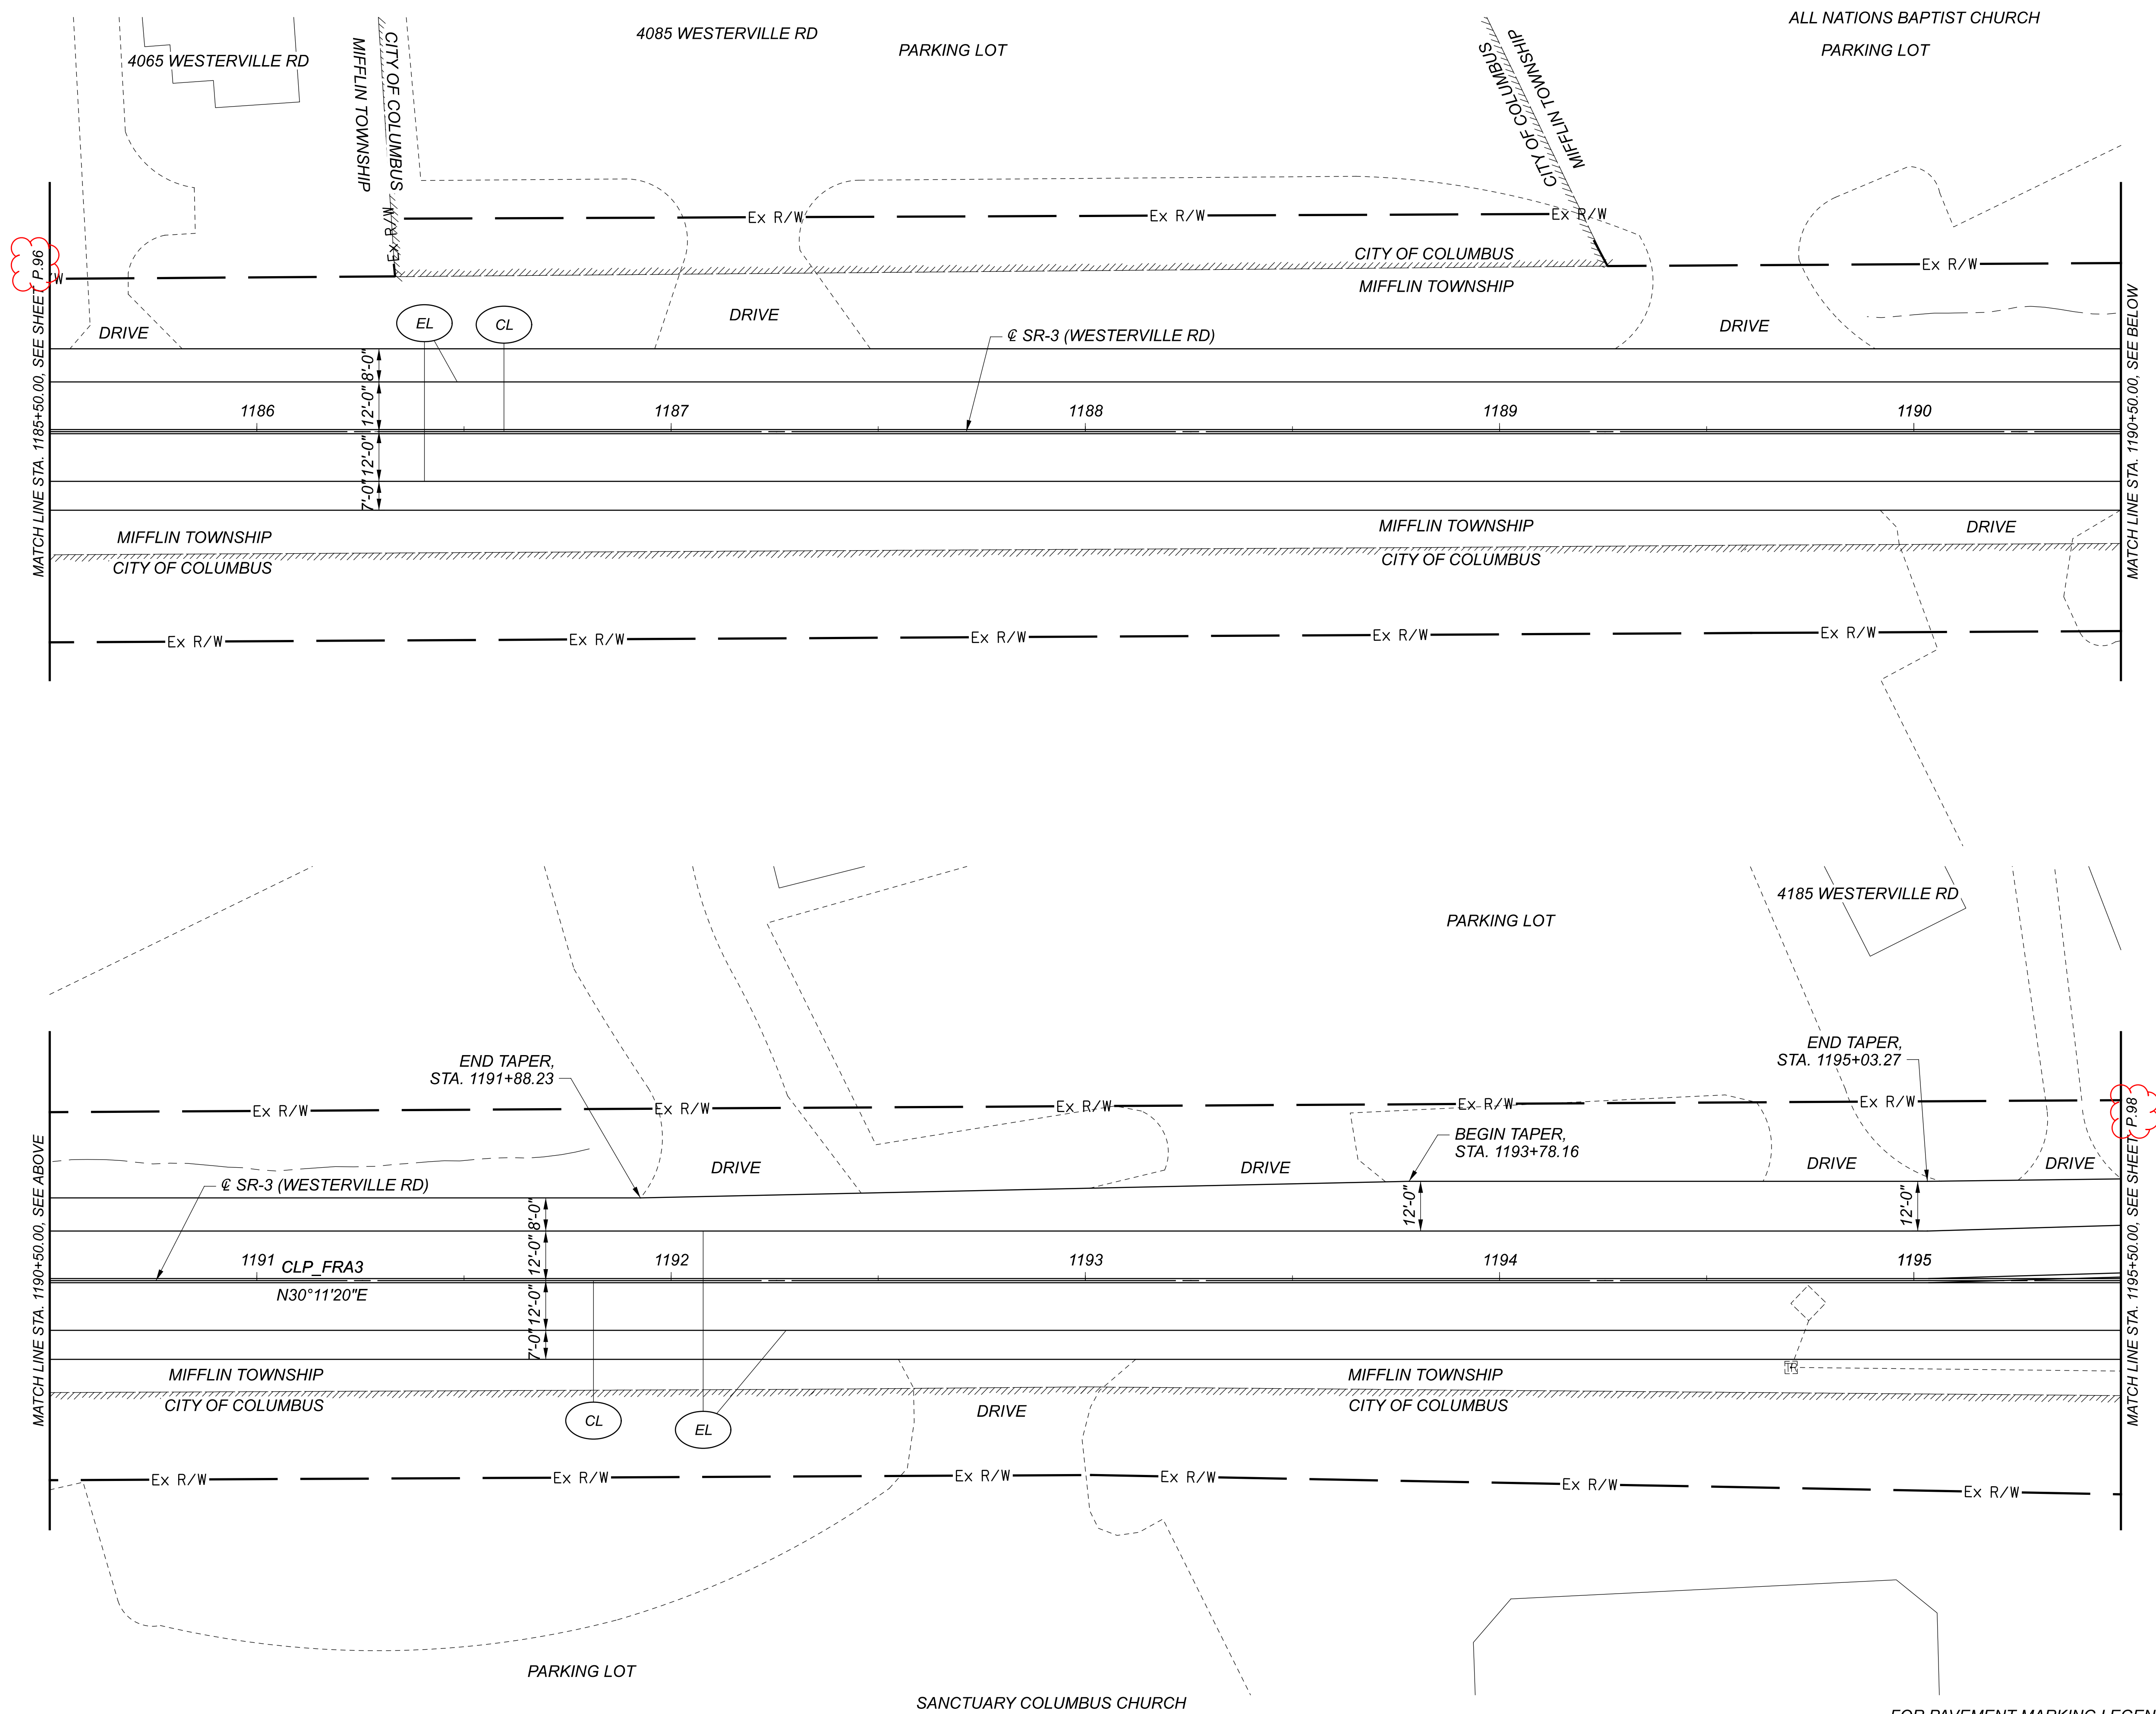 ALL NATIONS BAPTIST CHURCH
4085 WESTERVILLE RD
PARKING LOT
PARKING LOT
4065 WESTERVILLE RD
MIFFLIN TOWNSHIP
CITY OF COLUMBUS
CITY OF COLUMBUS
MIFFLIN TOWNSHIP
Ex R/W
Ex R/W
Ex R/W
Ex R/W
CITY OF COLUMBUS
MIFFLIN TOWNSHIP
Ex R/W
W
MATCH LINE STA. 1185+50.00, SEE SHEET P.96
MATCH LINE STA. 1190+50.00, SEE BELOW
DRIVE
EL
CL
DRIVE
DRIVE
℄ SR-3 (WESTERVILLE RD)
8'-0"
12'-0"
12'-0"
7'-0"
1186
1187
1188
1189
1190
MIFFLIN TOWNSHIP
CITY OF COLUMBUS
MIFFLIN TOWNSHIP
CITY OF COLUMBUS
DRIVE
Ex R/W
Ex R/W
Ex R/W
Ex R/W
Ex R/W
4185 WESTERVILLE RD
PARKING LOT
END TAPER,
STA. 1191+88.23
END TAPER,
STA. 1195+03.27
Ex R/W
Ex R/W
Ex R/W
Ex R/W
Ex R/W
BEGIN TAPER,
STA. 1193+78.16
MATCH LINE STA. 1190+50.00, SEE ABOVE
MATCH LINE STA. 1195+50.00, SEE SHEET P.98
DRIVE
DRIVE
DRIVE
DRIVE
℄ SR-3 (WESTERVILLE RD)
8'-0"
12'-0"
12'-0"
7'-0"
12'-0"
12'-0"
1191
CLP_FRA3
N30°11'20"E
1192
1193
1194
1195
TR
MIFFLIN TOWNSHIP
CITY OF COLUMBUS
MIFFLIN TOWNSHIP
CITY OF COLUMBUS
CL
EL
DRIVE
Ex R/W
Ex R/W
Ex R/W
Ex R/W
Ex R/W
Ex R/W
PARKING LOT
SANCTUARY COLUMBUS CHURCH